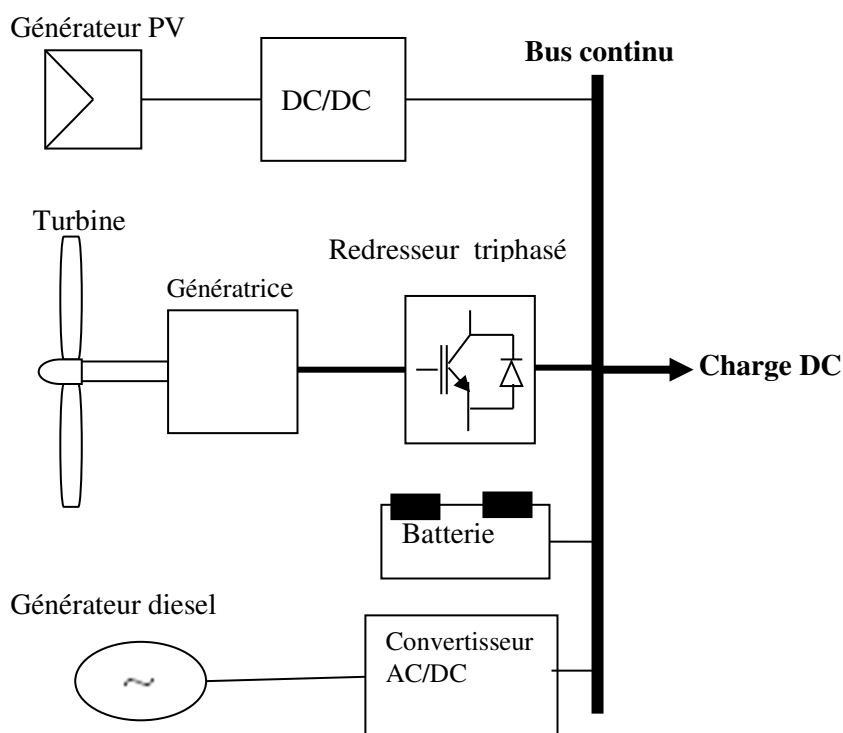 Générateur PV
Bus continu
DC/DC
Turbine
Redresseur triphasé
Génératrice
Charge DC
Batterie
Générateur diesel
Convertisseur
AC/DC
~